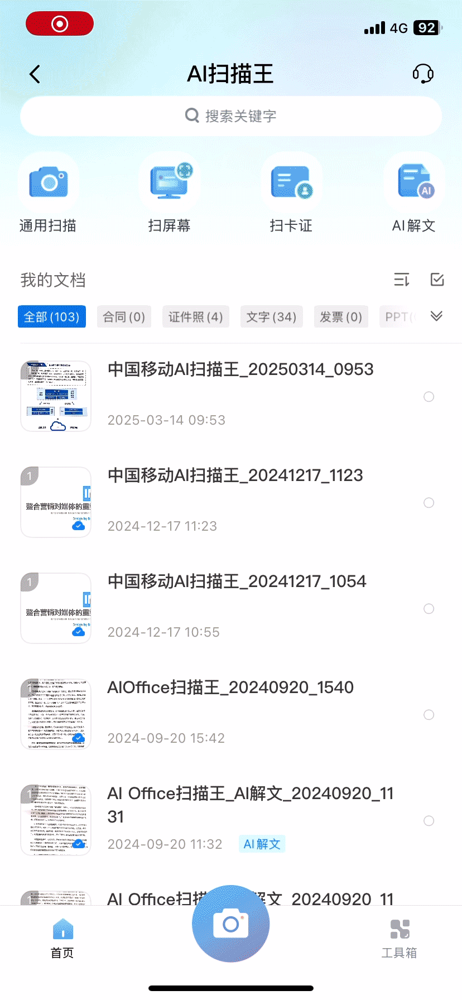 4G 92
AI扫描王
搜索关键字
通用扫描 扫屏幕 扫卡证 AI解文
我的文档
全部(103) 合同(0) 证件照(4) 文字(34) 发票(0) PPT(
1
中国移动AI扫描王_20250314_0953
2025-03-14 09:53
1
中国移动AI扫描王_20241217_1123
整合营销对媒体的重
2024-12-17 11:23
1
中国移动AI扫描王_20241217_1054
整合营销对媒体的重
2024-12-17 10:55
1
AIOffice扫描王_20240920_1540
2024-09-20 15:42
1
AI Office扫描王_AI解文_20240920_11
31
2024-09-20 11:32 AI解文
1
AI Office扫 解文_20240920_11
首页 工具箱